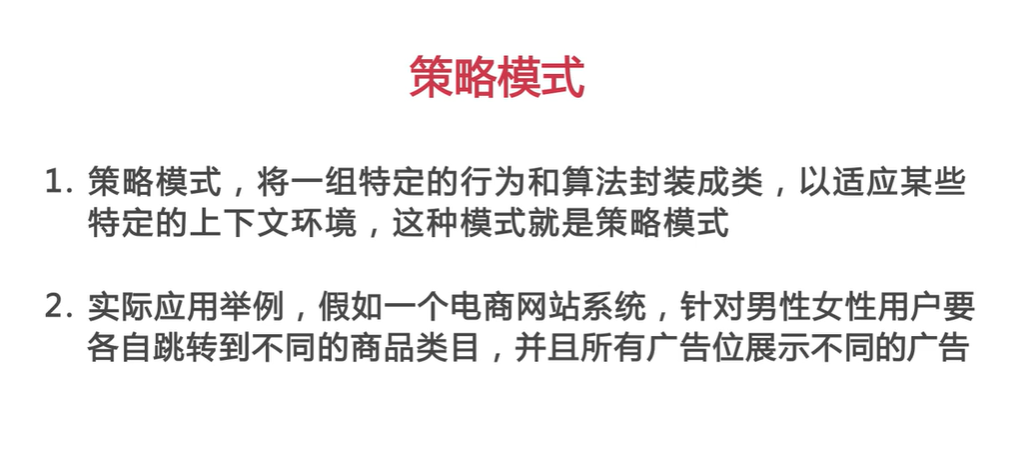 策略模式
1. 策略模式，将一组特定的行为和算法封装成类，以适应某些
特定的上下文环境，这种模式就是策略模式
2. 实际应用举例，假如一个电商网站系统，针对男性女性用户要
各自跳转到不同的商品类目，并且所有广告位展示不同的广告